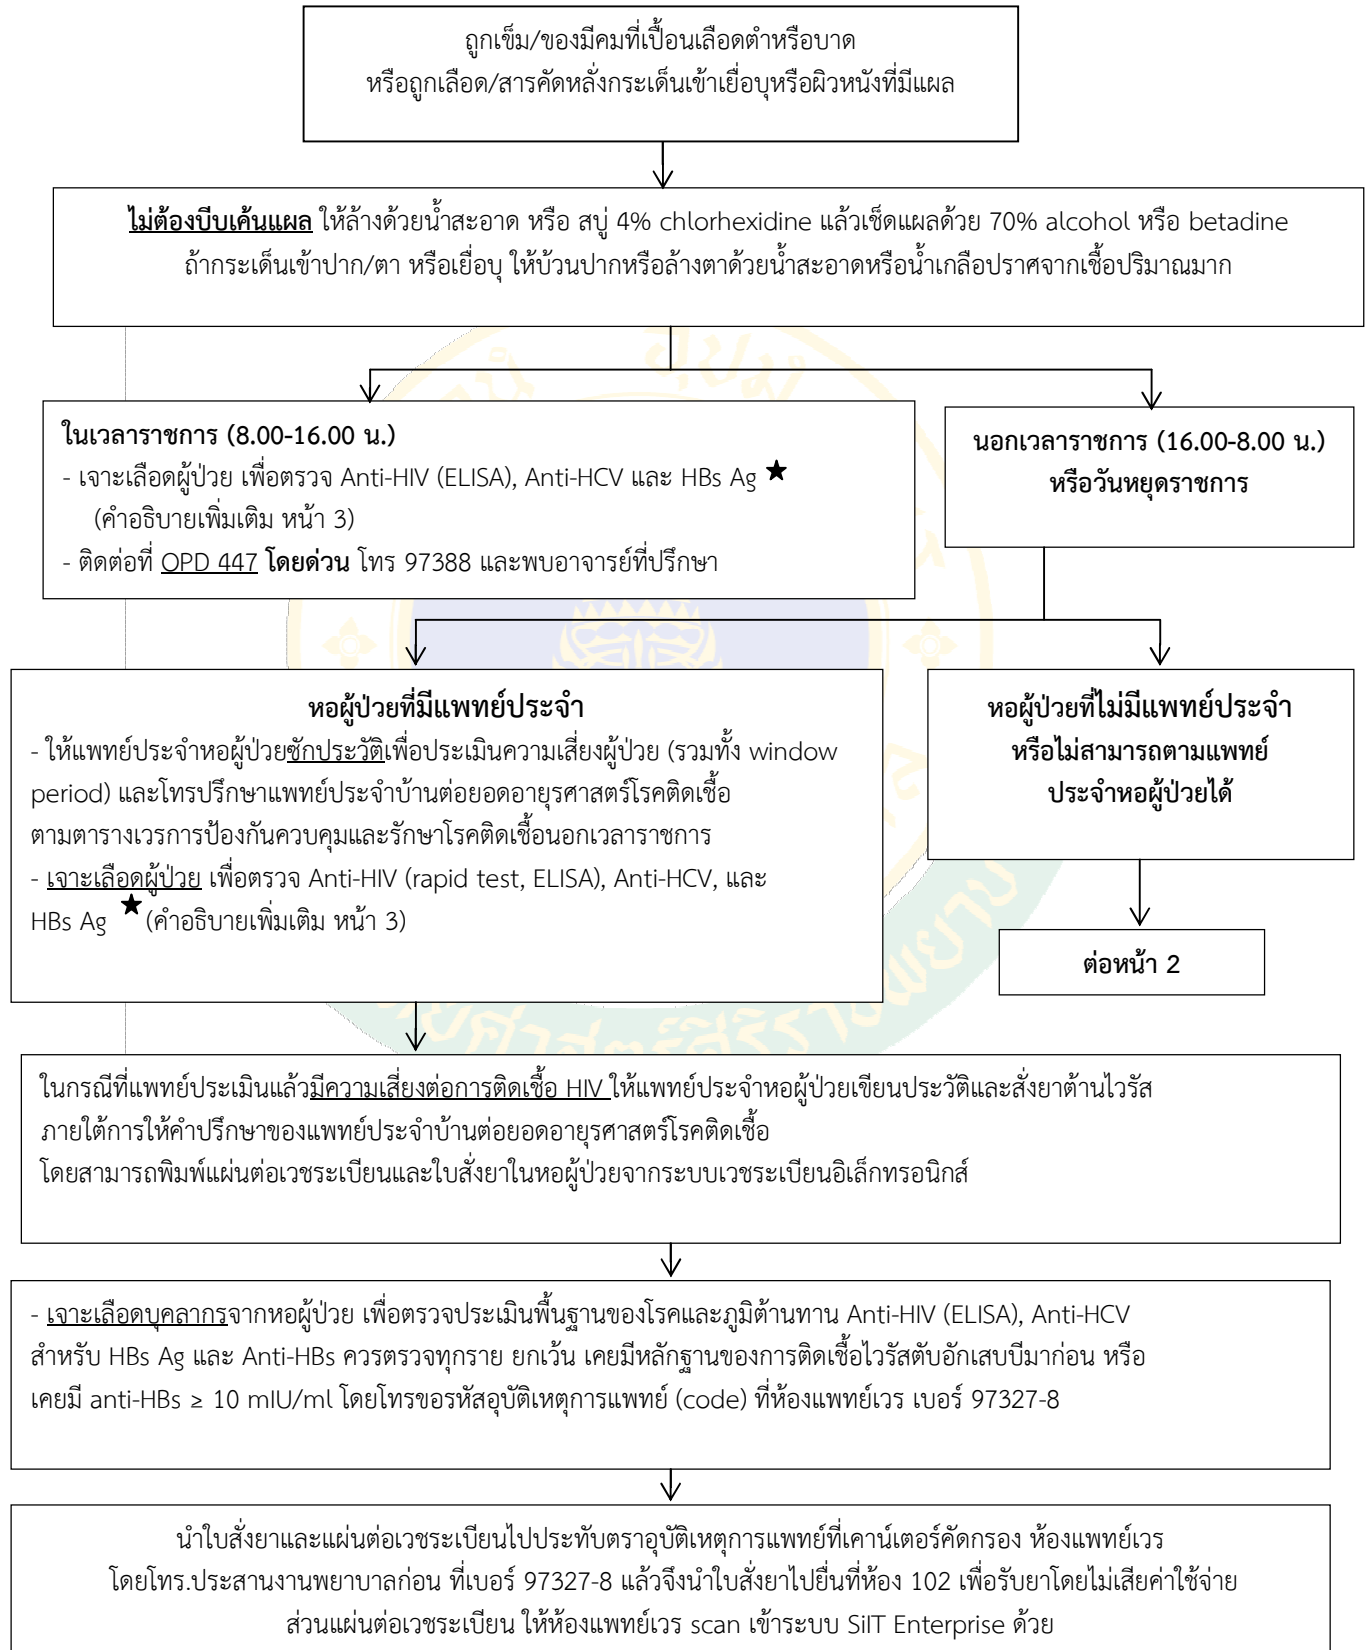 ถูกเข็ม/ของมีคมที่เปื้อนเลือดตำหรือบาด
หรือถูกเลือด/สารคัดหลั่งกระเด็นเข้าเยื่อบุหรือผิวหนังที่มีแผล
ไม่ต้องบีบเค้นแผล ให้ล้างด้วยน้ำสะอาด หรือ สบู่ 4% chlorhexidine แล้วเช็ดแผลด้วย 70% alcohol หรือ betadine
ถ้ากระเด็นเข้าปาก/ตา หรือเยื่อบุ ให้บ้วนปากหรือล้างตาด้วยน้ำสะอาดหรือน้ำเกลือปราศจากเชื้อปริมาณมาก
ในเวลาราชการ (8.00-16.00 น.)
- เจาะเลือดผู้ป่วย เพื่อตรวจ Anti-HIV (ELISA), Anti-HCV และ HBs Ag ★
(คำอธิบายเพิ่มเติม หน้า 3)
- ติดต่อที่ OPD 447 โดยด่วน โทร 97388 และพบอาจารย์ที่ปรึกษา
นอกเวลาราชการ (16.00-8.00 น.)
หรือวันหยุดราชการ
หอผู้ป่วยที่มีแพทย์ประจำ
- ให้แพทย์ประจำหอผู้ป่วยซักประวัติเพื่อประเมินความเสี่ยงผู้ป่วย (รวมทั้ง window
period) และโทรปรึกษาแพทย์ประจำบ้านต่อยอดอายุรศาสตร์โรคติดเชื้อ
ตามตารางเวรการป้องกันควบคุมและรักษาโรคติดเชื้อนอกเวลาราชการ
- เจาะเลือดผู้ป่วย เพื่อตรวจ Anti-HIV (rapid test, ELISA), Anti-HCV, และ
HBs Ag ★ (คำอธิบายเพิ่มเติม หน้า 3)
หอผู้ป่วยที่ไม่มีแพทย์ประจำ
หรือไม่สามารถตามแพทย์
ประจำหอผู้ป่วยได้
ต่อหน้า 2
ในกรณีที่แพทย์ประเมินแล้วมีความเสี่ยงต่อการติดเชื้อ HIV ให้แพทย์ประจำหอผู้ป่วยเขียนประวัติและสั่งยาต้านไวรัส
ภายใต้การให้คำปรึกษาของแพทย์ประจำบ้านต่อยอดอายุรศาสตร์โรคติดเชื้อ
โดยสามารถพิมพ์แผ่นต่อเวชระเบียนและใบสั่งยาในหอผู้ป่วยจากระบบเวชระเบียนอิเล็กทรอนิกส์
- เจาะเลือดบุคลากรจากหอผู้ป่วย เพื่อตรวจประเมินพื้นฐานของโรคและภูมิต้านทาน Anti-HIV (ELISA), Anti-HCV
สำหรับ HBs Ag และ Anti-HBs ควรตรวจทุกราย ยกเว้น เคยมีหลักฐานของการติดเชื้อไวรัสตับอักเสบบีมาก่อน หรือ
เคยมี anti-HBs ≥ 10 mIU/ml โดยโทรขอรหัสอุบัติเหตุการแพทย์ (code) ที่ห้องแพทย์เวร เบอร์ 97327-8
นำใบสั่งยาและแผ่นต่อเวชระเบียนไปประทับตราอุบัติเหตุการแพทย์ที่เคาน์เตอร์คัดกรอง ห้องแพทย์เวร
โดยโทร.ประสานงานพยาบาลก่อน ที่เบอร์ 97327-8 แล้วจึงนำใบสั่งยาไปยื่นที่ห้อง 102 เพื่อรับยาโดยไม่เสียค่าใช้จ่าย
ส่วนแผ่นต่อเวชระเบียน ให้ห้องแพทย์เวร scan เข้าระบบ SiIT Enterprise ด้วย